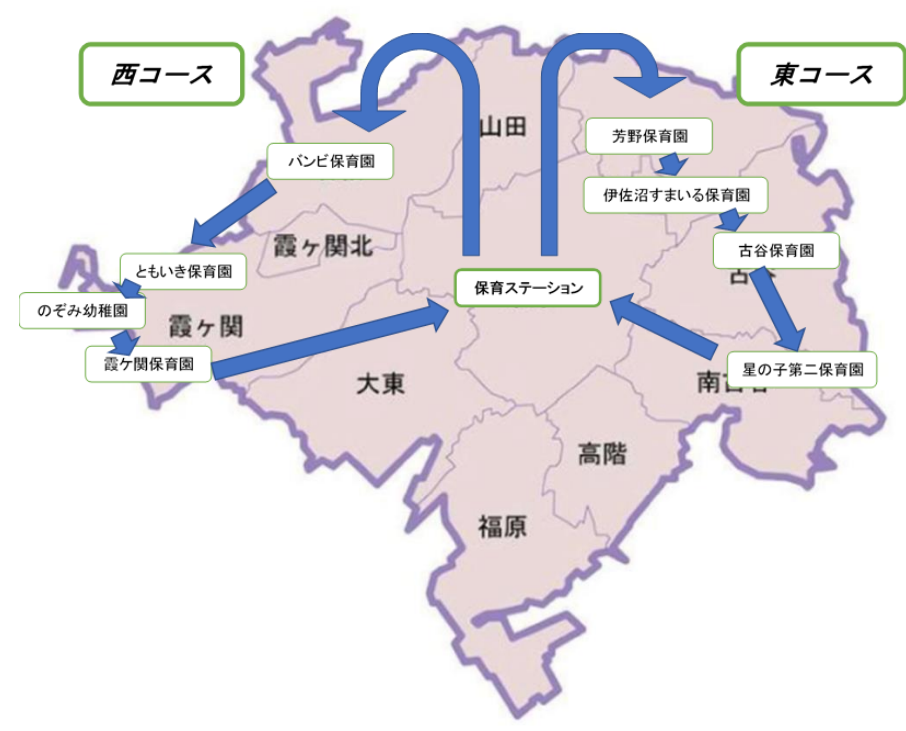 西コース
東コース
山田
芳野保育園
バンビ保育園
伊佐沼すまいる保育園
霞ヶ関北
古谷保育園
ともいき保育園
保育ステーション
のぞみ幼稚園
霞ヶ関
霞ケ関保育園
星の子第二保育園
大東
高階
福原